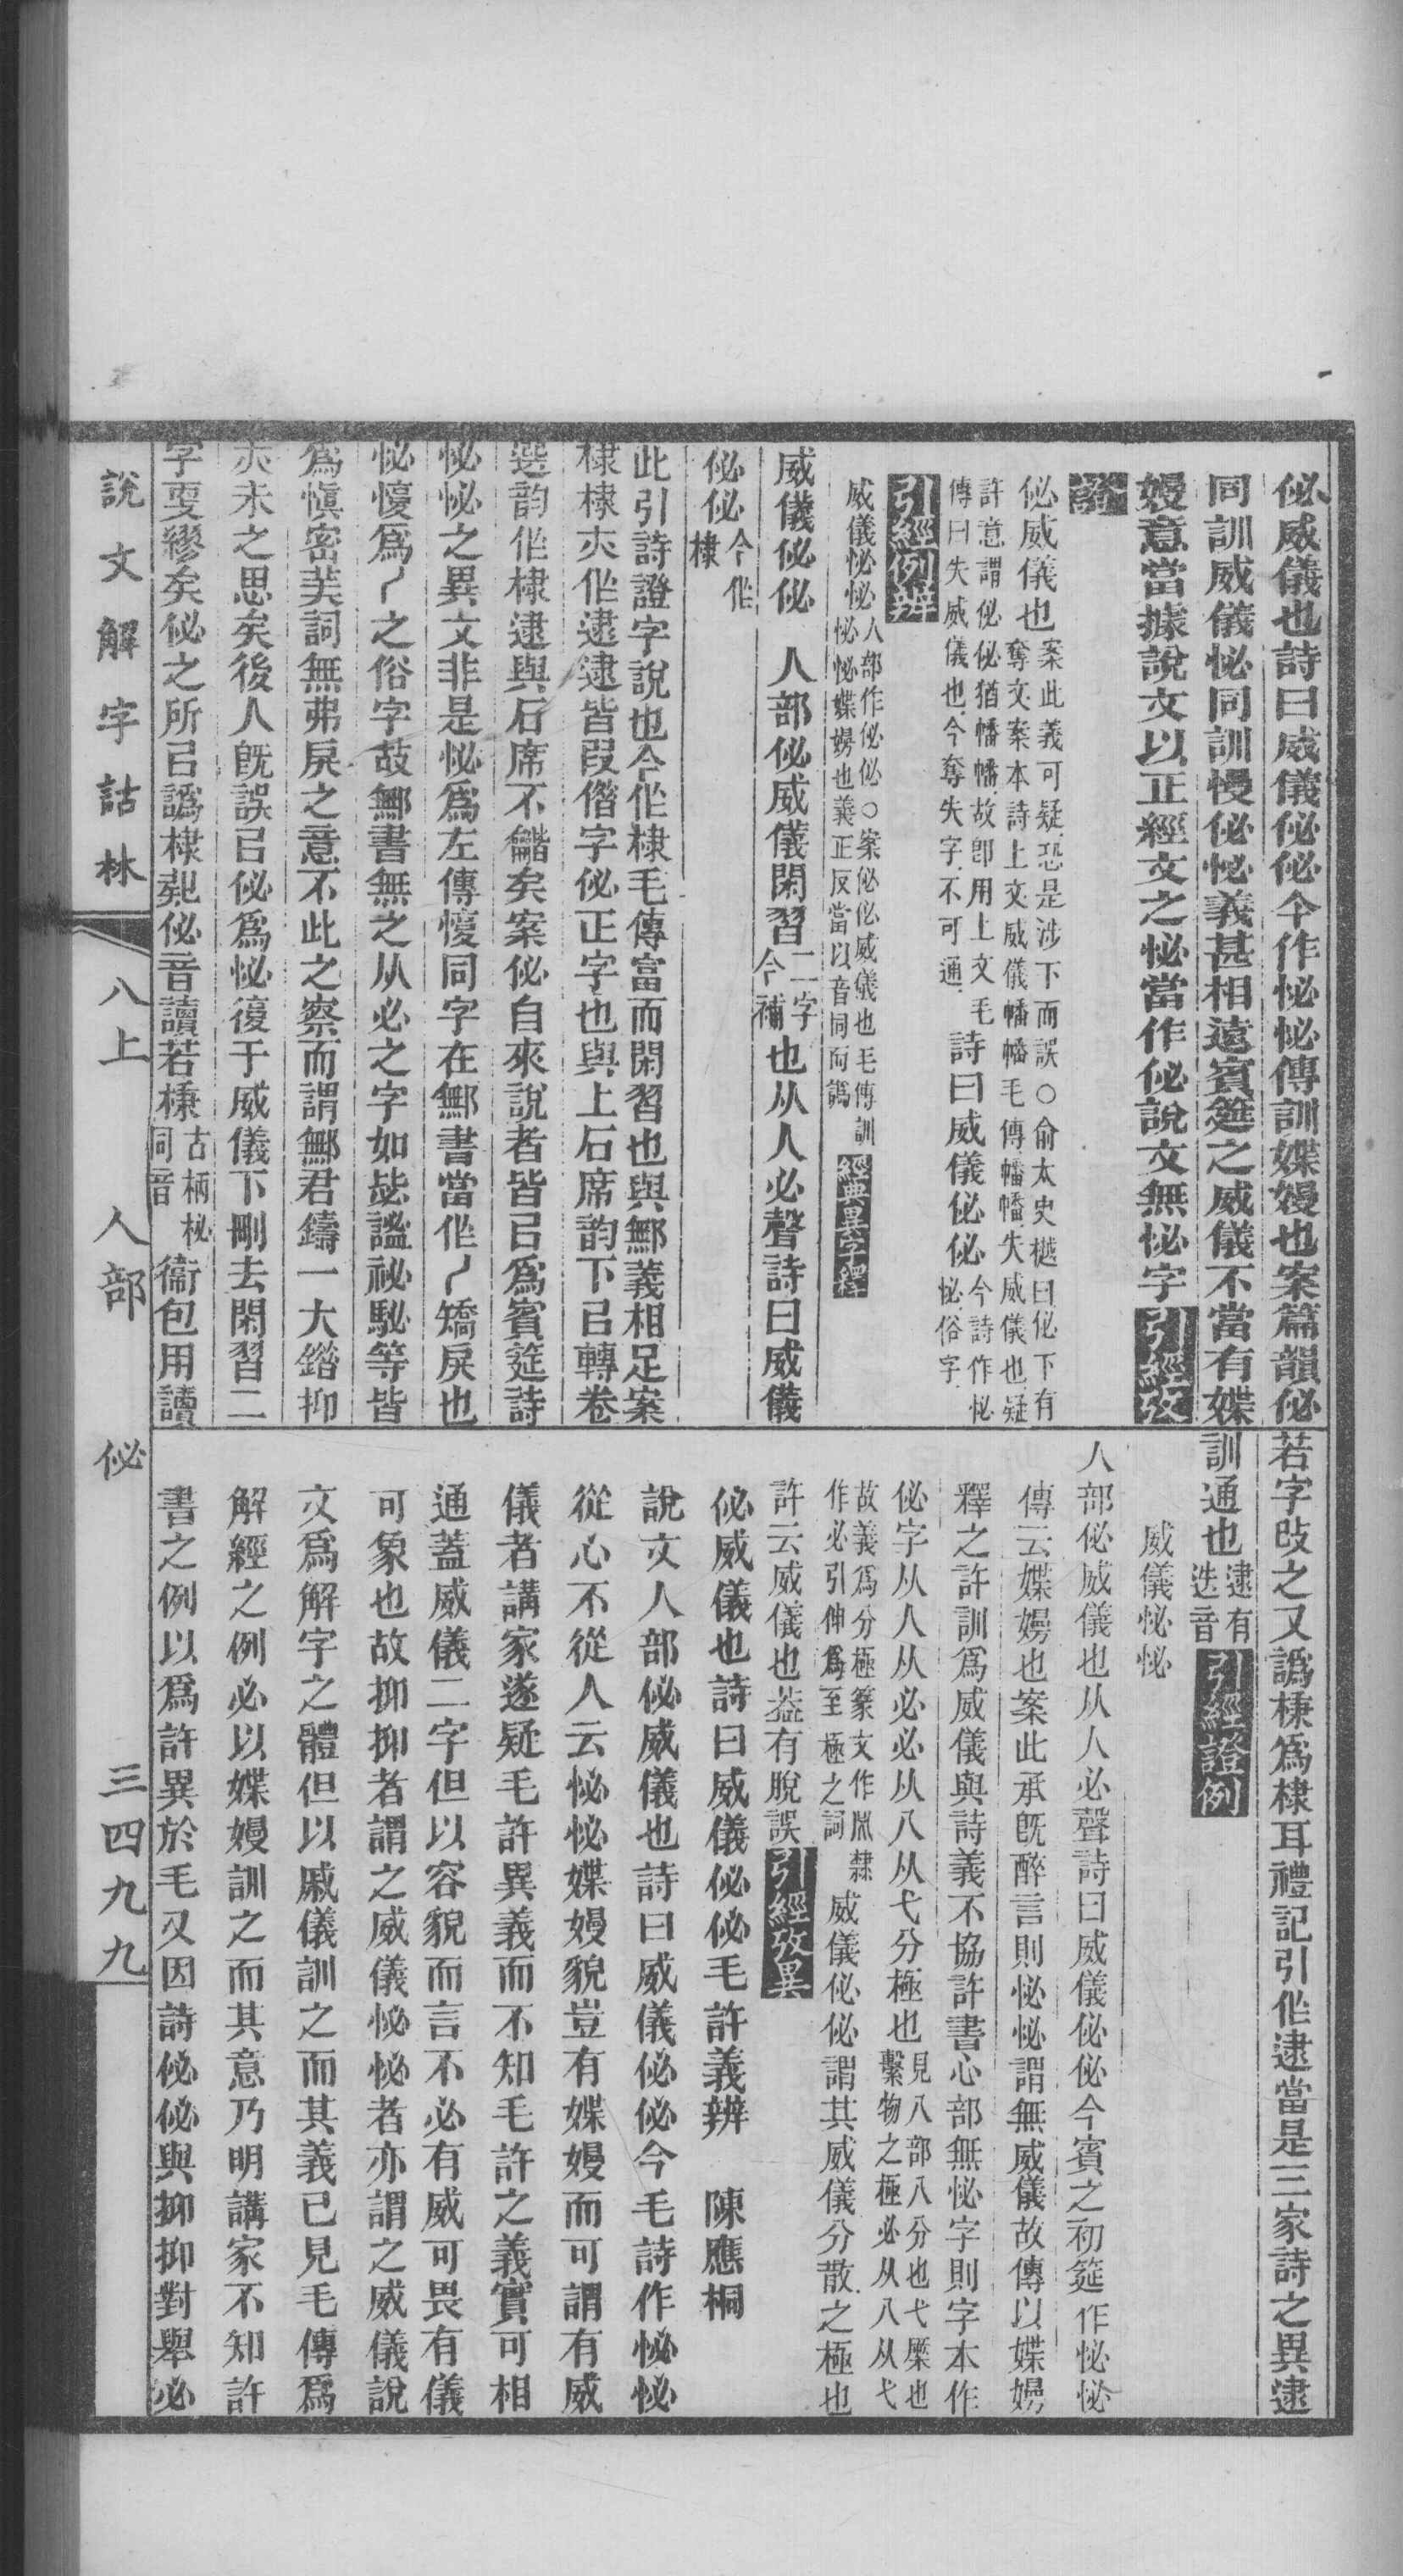 佖威儀也詩曰威儀佖佖今作怭怭傳訓媟嫚也案篇韻佖
同訓威儀怭同訓慢佖怭義甚相遠賓筵之威儀不當有媟
嫚意當據說文以正經文之怭當作佖說文無怭字引經攷
證
佖威儀也案此義可疑恐是涉下而誤○俞太史樾曰佖下有
奪文案本詩上文威儀幡幡毛傳幡幡失威儀也疑
許意謂佖佖猶幡幡故卽用上文毛
傳曰失威儀也今奪失字不可通詩曰威儀佖佖今詩作怭
怭俗字
引經例辨
威儀怭怭人部作佖佖○案佖佖威儀也毛傳訓
怭怭媟嫚也義正反當以音同而譌經典異字釋
威儀佖佖 人部佖威儀閑習二字
今補也从人必聲詩曰威儀
佖佖今作
棣
此引詩證字說也今作棣毛傳富而閑習也與鄦義相足案
棣棣亦作逮逮皆叚偺字佖正字也與上石席韵下㠯轉卷
選韵作棣逮與石席不龤矣案佖自來說者皆㠯爲賓筵詩
怭怭之異文非是怭爲左傳愎同字在鄦書當作丿矯戾也
怭愎爲丿之俗字故鄦書無之从必之字如毖謐祕駜等皆
爲愼密美詞無弗戾之意不此之察而謂鄦君鑄一大錯抑
亦未之思矣後人旣誤㠯佖爲怭復于威儀下刪去閑習二
字更繆矣佖之所㠯譌棣蓺佖音讀若柲古柄柲
同音衞包用讀
若字改之又譌柲爲棣耳禮記引作逮當是三家詩之異逮
訓通也逮有
迭音引經證例
威儀怭怭
人部佖威儀也从人必聲詩曰威儀佖佖今賓之初筵作怭怭
傳云媟嫚也案此承旣醉言則怭怭謂無威儀故傳以媟嫚
釋之許訓爲威儀與詩義不協許書心部無怭字則字本作
佖字从人从必必从八从弋分極也見八部八分也弋橜也
繫物之極必从八从弋
故義爲分極篆文作𠈚隸
作必引伸爲至極之詞威儀佖佖謂其威儀分散之極也
許云威儀也葢有脫誤引經攷異
佖威儀也詩曰威儀佖佖毛許義辨 陳應桐
說文人部佖威儀也詩曰威儀佖佖今毛詩作怭怭
從心不從人云怭怭媟嫚貌豈有媟嫚而可謂有威
儀者講家遂疑毛許異義而不知毛許之義實可相
通蓋威儀二字但以容貌而言不必有威可畏有儀
可象也故抑抑者謂之威儀怭怭者亦謂之威儀說
文爲解字之體但以威儀訓之而其義已見毛傳爲
解經之例必以媟嫚訓之而其意乃明講家不知許
書之例以爲許異於毛又因詩佖佖與抑抑對舉必
說文解字詁林 八上 人部 佖 三四九九